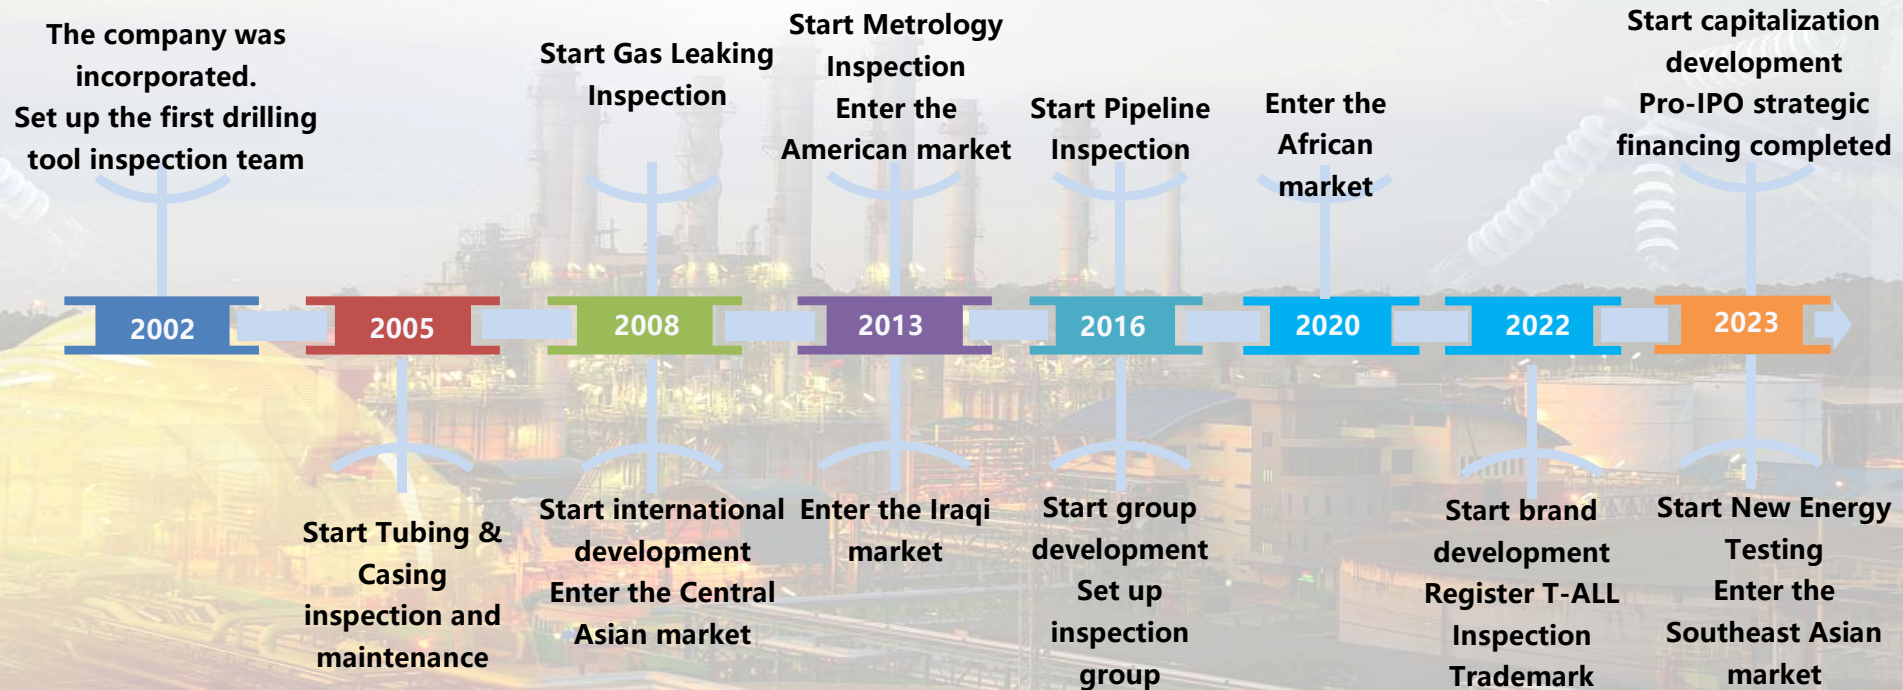 The company was
incorporated.
Set up the first drilling
tool inspection team
Start Gas Leaking
Inspection
Start Metrology
Inspection
Enter the
American market
Start Pipeline
Inspection
Enter the
African
market
Start capitalization
development
Pro-IPO strategic
financing completed
2002
2005
2008
2013
2016
2020
2022
2023
Start Tubing &
Casing
inspection and
maintenance
Start international
development
Enter the Central
Asian market
Enter the Iraqi
market
Start group
development
Set up
inspection
group
Start brand
development
Register T-ALL
Inspection
Trademark
Start New Energy
Testing
Enter the
Southeast Asian
market